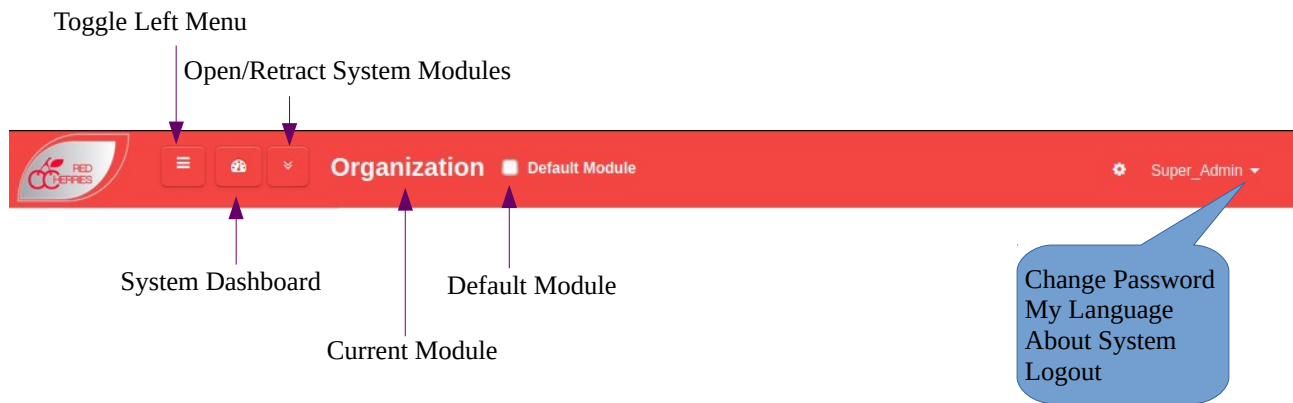 Toggle Left Menu
Open/Retract System Modules
RED
CHERRIES
Organization
Default Module
Super_Admin
System Dashboard
Default Module
Current Module
Change Password
My Language
About System
Logout